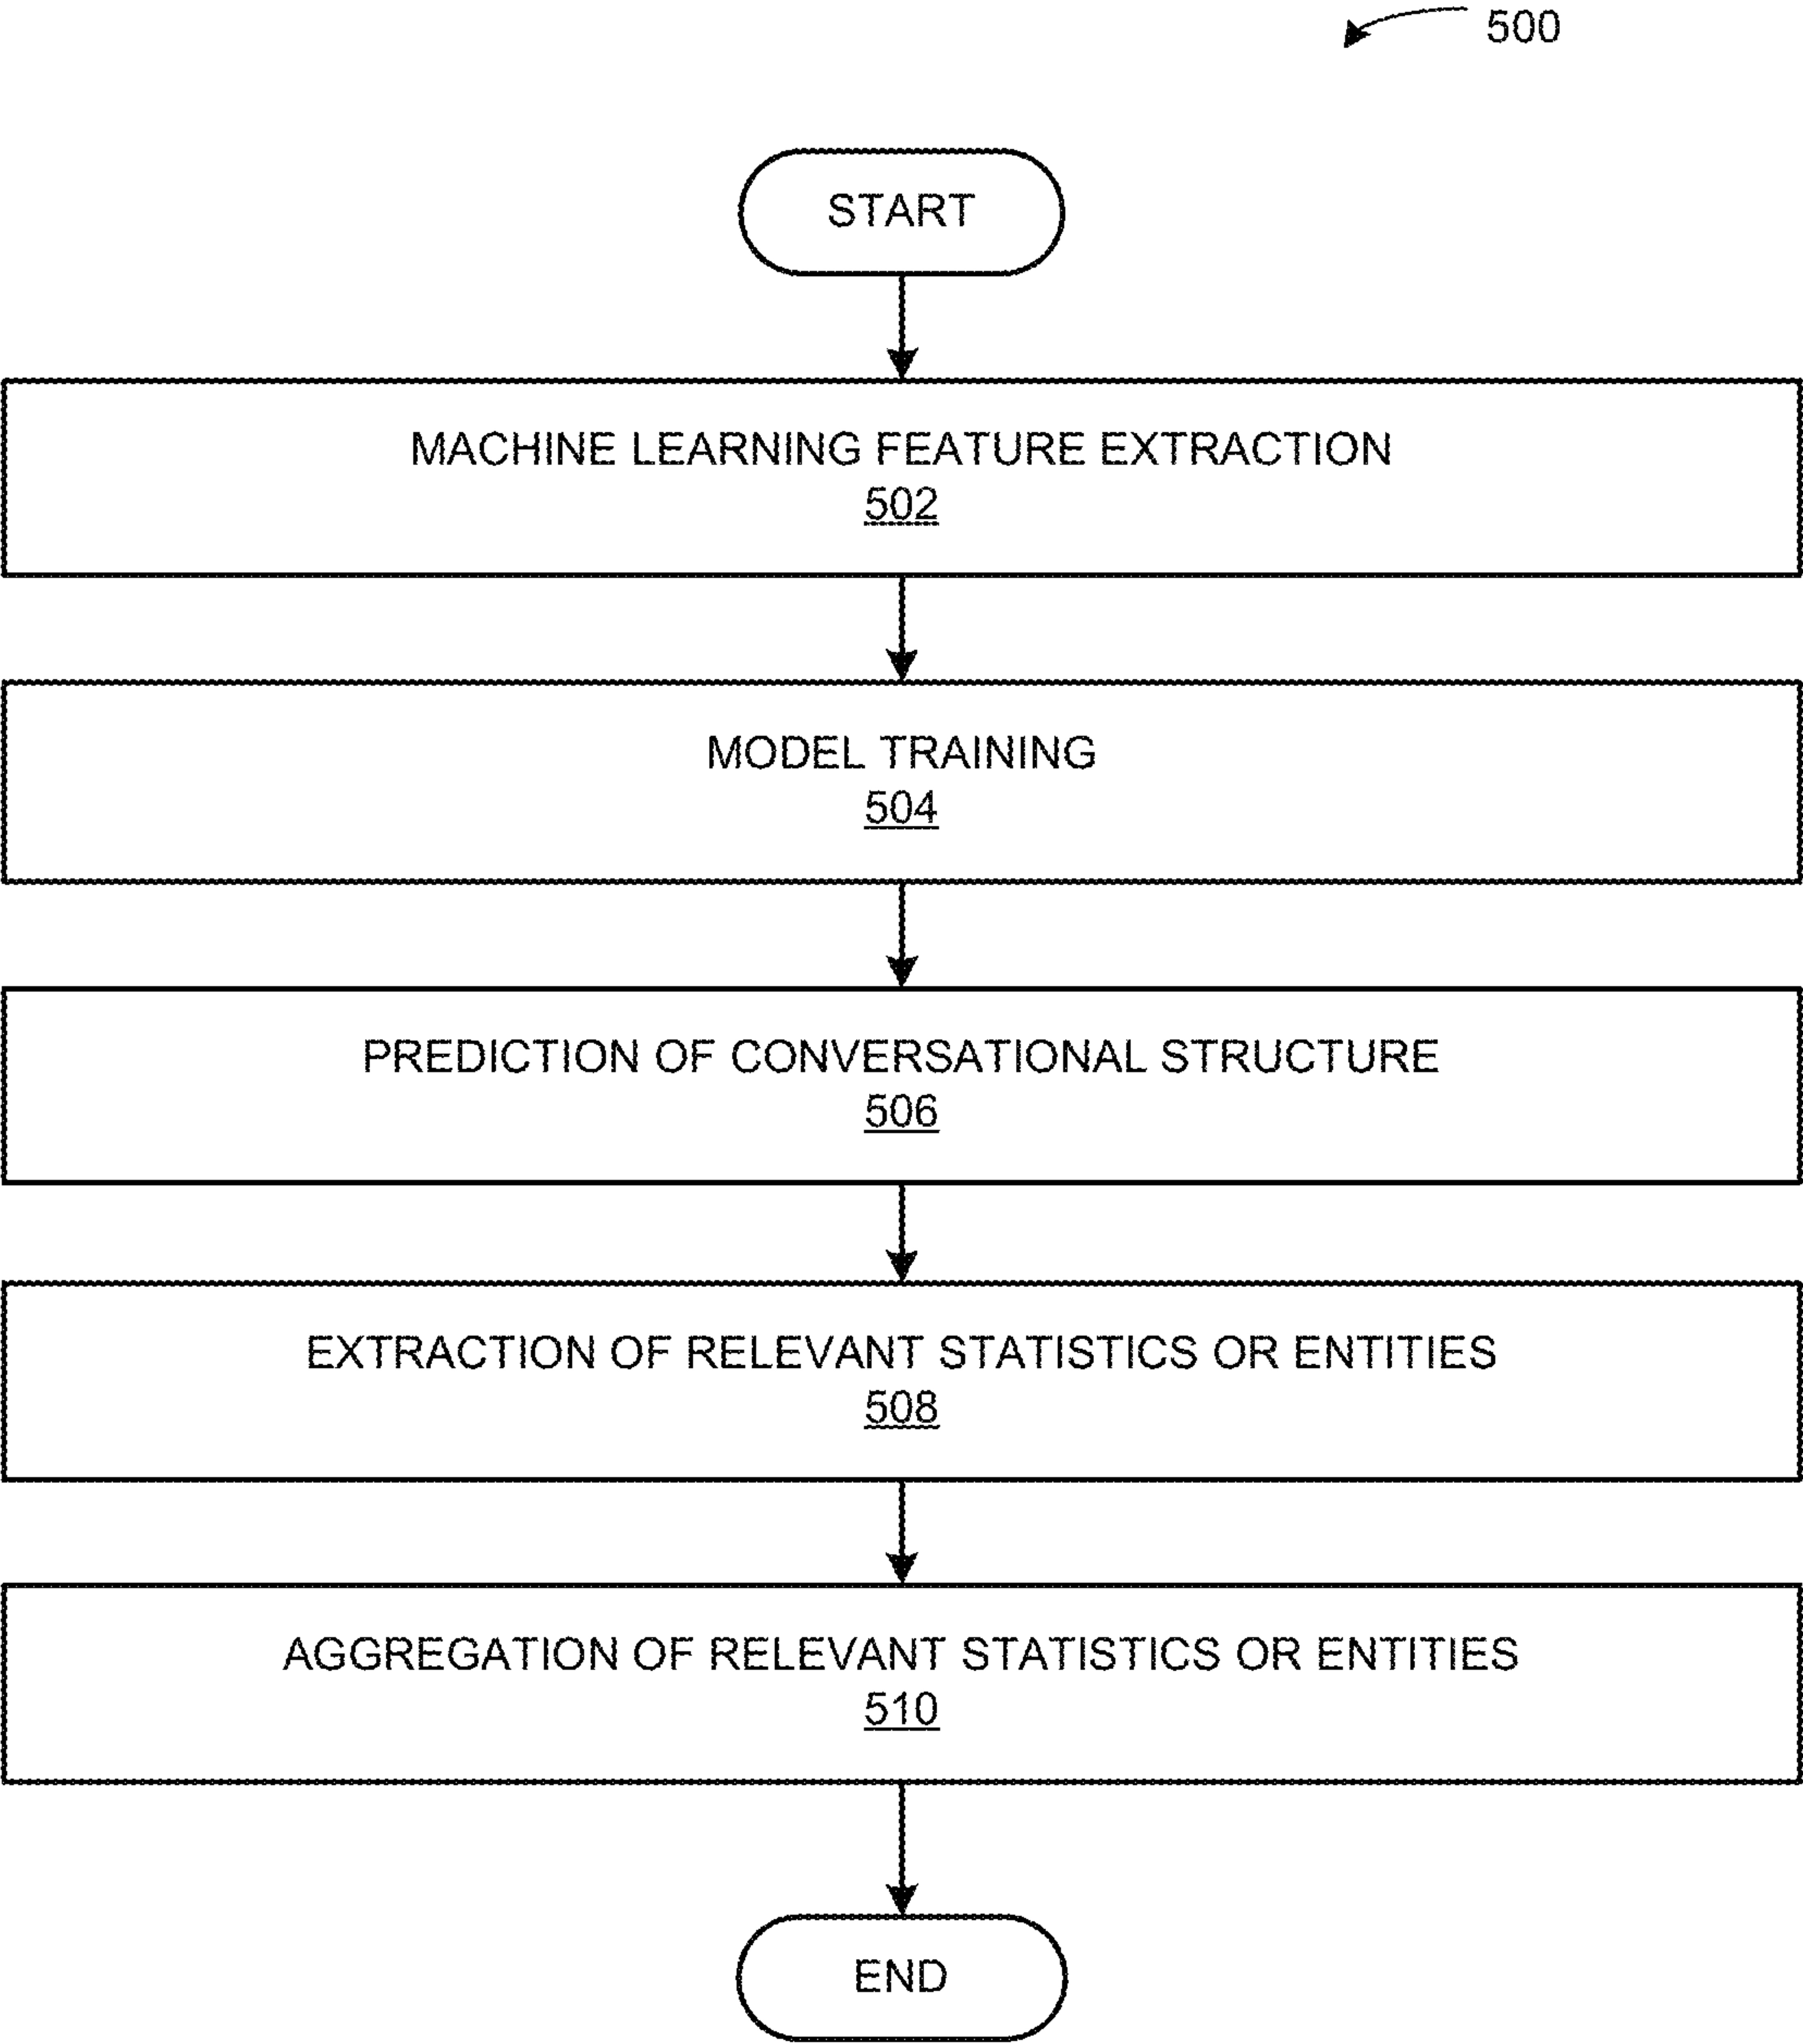 500
START
MACHINE LEARNING FEATURE EXTRACTION
502
MODEL TRAINING
504
PREDICTION OF CONVERSATIONAL STRUCTURE
506
EXTRACTION OF RELEVANT STATISTICS OR ENTITIES
508
AGGREGATION OF RELEVANT STATISTICS OR ENTITIES
510
END